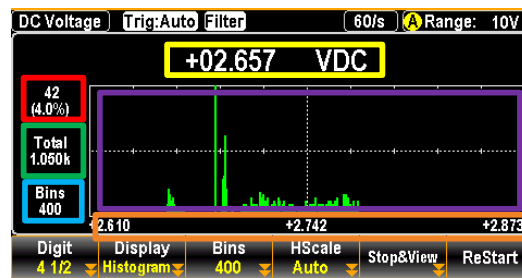 DC Voltage Trig:Auto Filter 60/s A Range: 10V
+02.657 VDC
42
(4.0%)
Total
1.050k
Bins
400
+2.610 +2.742 +2.873
Digit Display Bins HScale Stop&View ReStart
4 1/2 Histogram 400 Auto